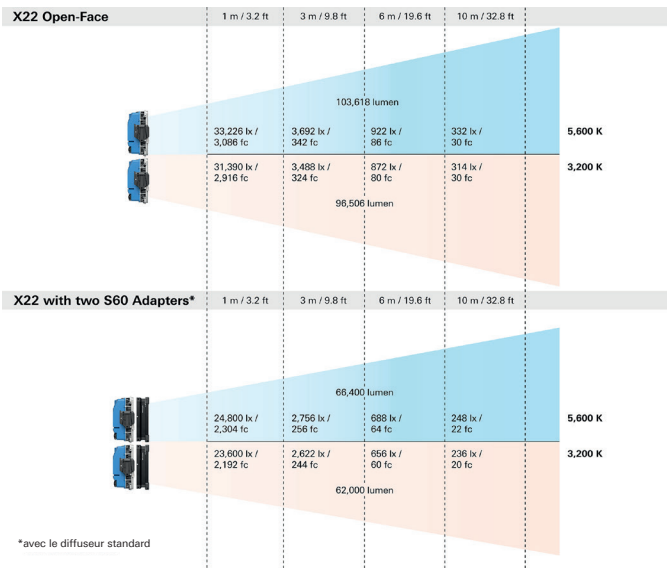 X22 Open-Face 1 m / 3.2 ft 3 m / 9.8 ft 6 m / 19.6 ft 10 m / 32.8 ft
103,618 lumen
33,226 lx / 3,692 lx / 922 lx / 332 lx / 5,600 K
3,086 fc 342 fc 86 fc 30 fc
31,390 lx / 3,488 lx / 872 lx / 314 lx / 3,200 K
2,916 fc 324 fc 80 fc 30 fc
96,506 lumen
X22 with two S60 Adapters* 1 m / 3.2 ft 3 m / 9.8 ft 6 m / 19.6 ft 10 m / 32.8 ft
66,400 lumen
24,800 lx / 2,756 lx / 688 lx / 248 lx / 5,600 K
2,304 fc 256 fc 64 fc 22 fc
23,600 lx / 2,622 lx / 656 lx / 236 lx / 3,200 K
2,192 fc 244 fc 60 fc 20 fc
62,000 lumen
*avec le diffuseur standard